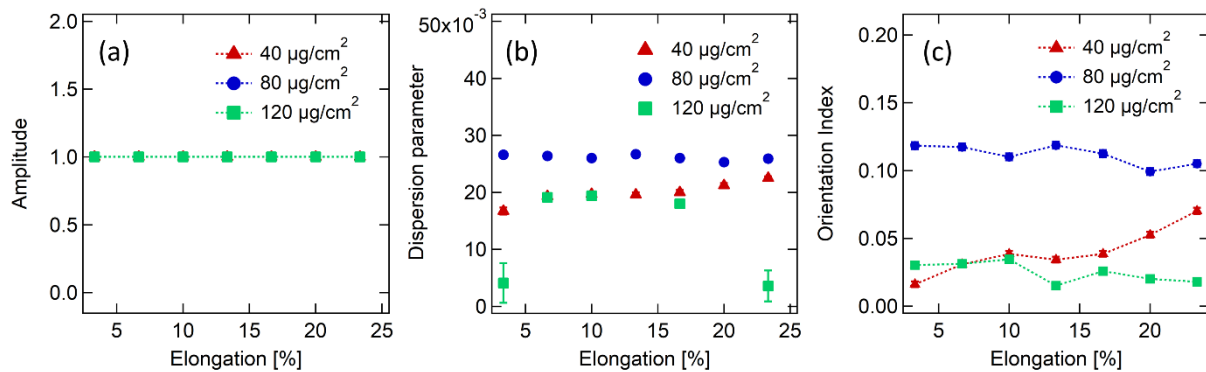 (a)
40 μg/cm²
80 μg/cm²
120 μg/cm²
2.0
1.5
1.0
0.5
0.0
Amplitude
5 10 15 20 25
Elongation [%]
(b)
40 μg/cm²
80 μg/cm²
120 μg/cm²
50x10⁻³
40
30
20
10
0
Dispersion parameter
5 10 15 20 25
Elongation [%]
(c)
40 μg/cm²
80 μg/cm²
120 μg/cm²
0.20
0.15
0.10
0.05
0.00
Orientation Index
5 10 15 20
Elongation [%]